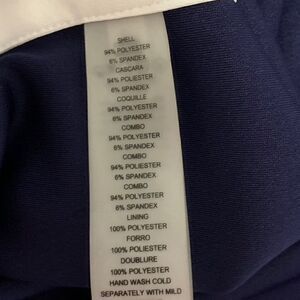 SHELL
94% POLYESTER
6% SPANDEX
CASCARA
94% POLIESTER
6% SPANDEX
COQUILLE
94% POLYESTER
6% SPANDEX
COMBO
94% POLYESTER
6% SPANDEX
COMBO
94% POLIESTER
6% SPANDEX
COMBO
94% POLYESTER
6% SPANDEX
LINING
100% POLYESTER
FORRO
100% POLIESTER
DOUBLURE
100% POLYESTER
HAND WASH COLD
SEPARATELY WITH MILD